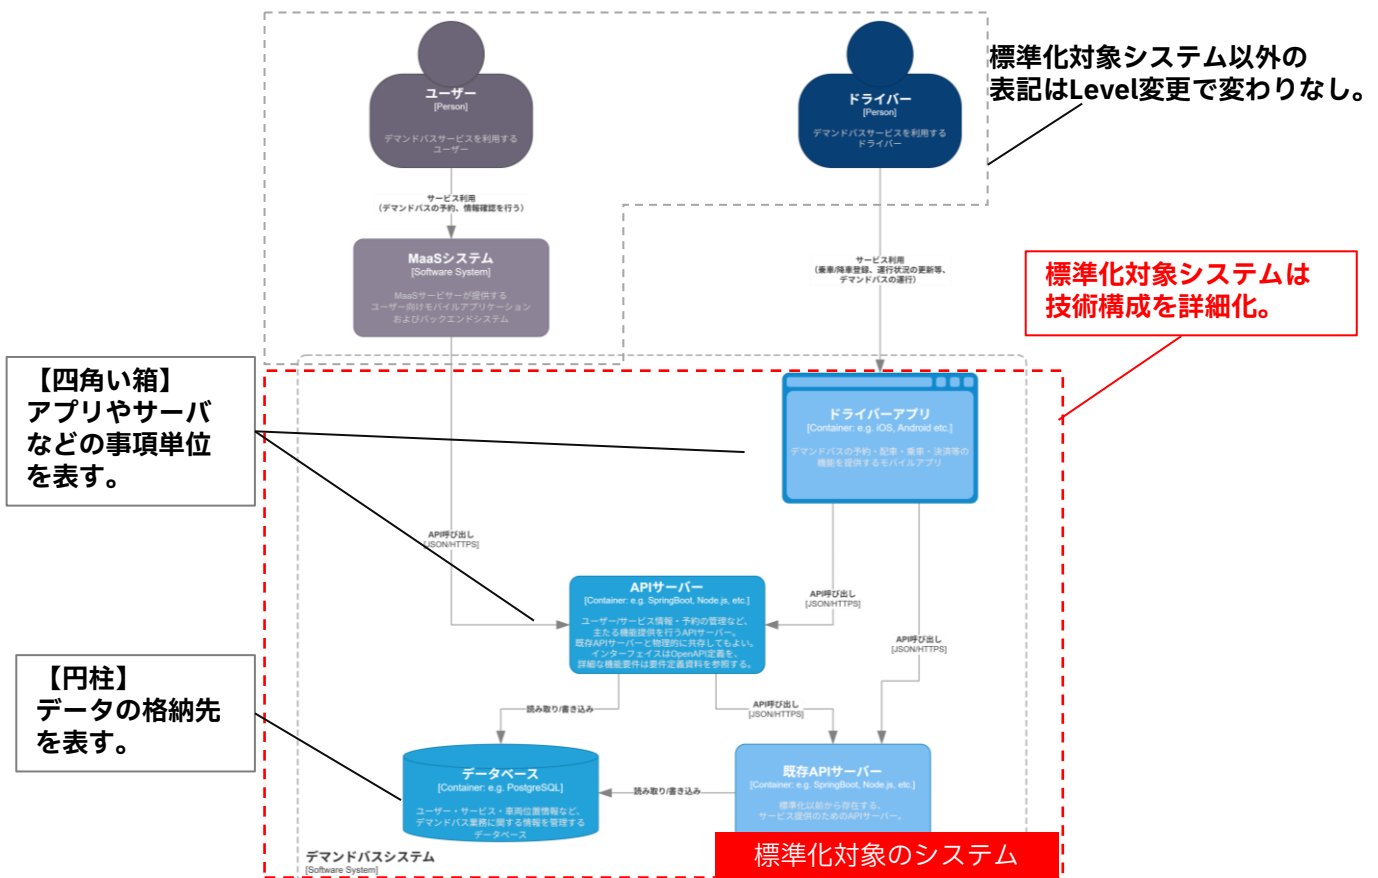 標準化対象システム以外の
表記はLevel変更で変わりなし。
ユーザー
[Person]
デマンドバスサービスを利用する
ユーザー
ドライバー
[Person]
デマンドバスサービスを利用する
ドライバー
サービス利用
(デマンドバスの予約、情報確認を行う)
MaaSシステム
[Software System]
MaaSサービサーが提供する
ユーザー向けモバイルアプリケーション
およびバックエンドシステム
サービス利用
(乗車/降車登録、運行状況の更新等、
デマンドバスの運行)
標準化対象システムは
技術構成を詳細化。
【四角い箱】
アプリやサーバ
などの事項単位
を表す。
ドライバーアプリ
[Container: e.g. iOS, Android etc.]
デマンドバスの予約・配車・乗車・決済等の
機能を提供するモバイルアプリ
API呼び出し
[JSON/HTTPS]
APIサーバー
[Container: e.g. SpringBoot, Node.js, etc.]
ユーザー/サービス情報・予約の管理など、
主たる機能提供を行うAPIサーバー。
既存APIサーバーと物理的に共存してもよい。
インターフェイスはOpenAPI定義を、
詳細な機能要件は要件定義資料を参照する。
API呼び出し
[JSON/HTTPS]
API呼び出し
[JSON/HTTPS]
【円柱】
データの格納先
を表す。
読み取り/書き込み
API呼び出し
[JSON/HTTPS]
データベース
[Container: e.g. PostgreSQL]
ユーザー・サービス・車両位置情報など、
デマンドバス業務に関する情報を管理する
データベース
読み取り/書き込み
既存APIサーバー
[Container: e.g. SpringBoot, Node.js, etc.]
標準化以前から存在する、
サービス提供のためのAPIサーバー。
標準化対象のシステム
デマンドバスシステム
[Software System]